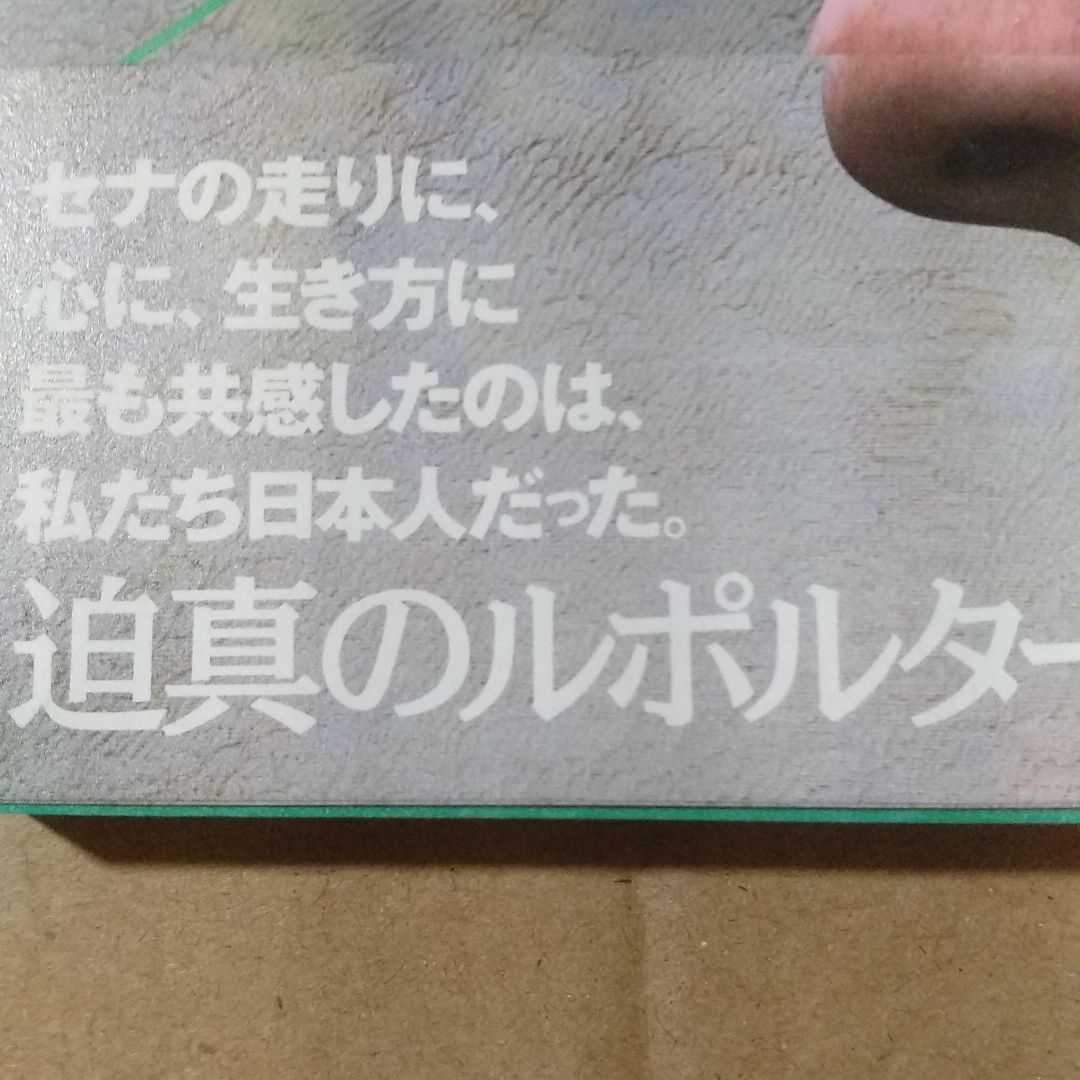 セナの走りに、
心に、生き方に
最も共感したのは、
私たち日本人だった。
迫真のルポルター